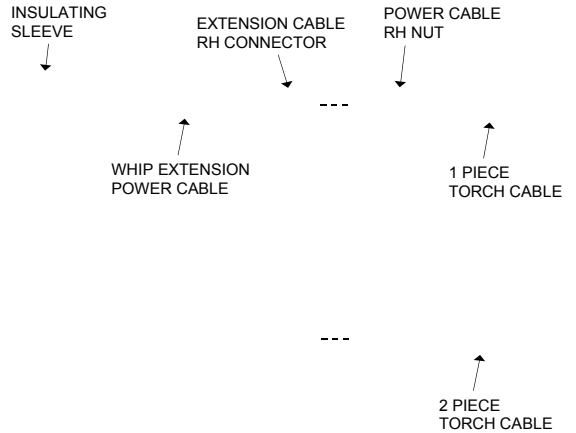 INSULATING
SLEEVE
EXTENSION CABLE
RH CONNECTOR
POWER CABLE
RH NUT
WHIP EXTENSION
POWER CABLE
1 PIECE
TORCH CABLE
2 PIECE
TORCH CABLE